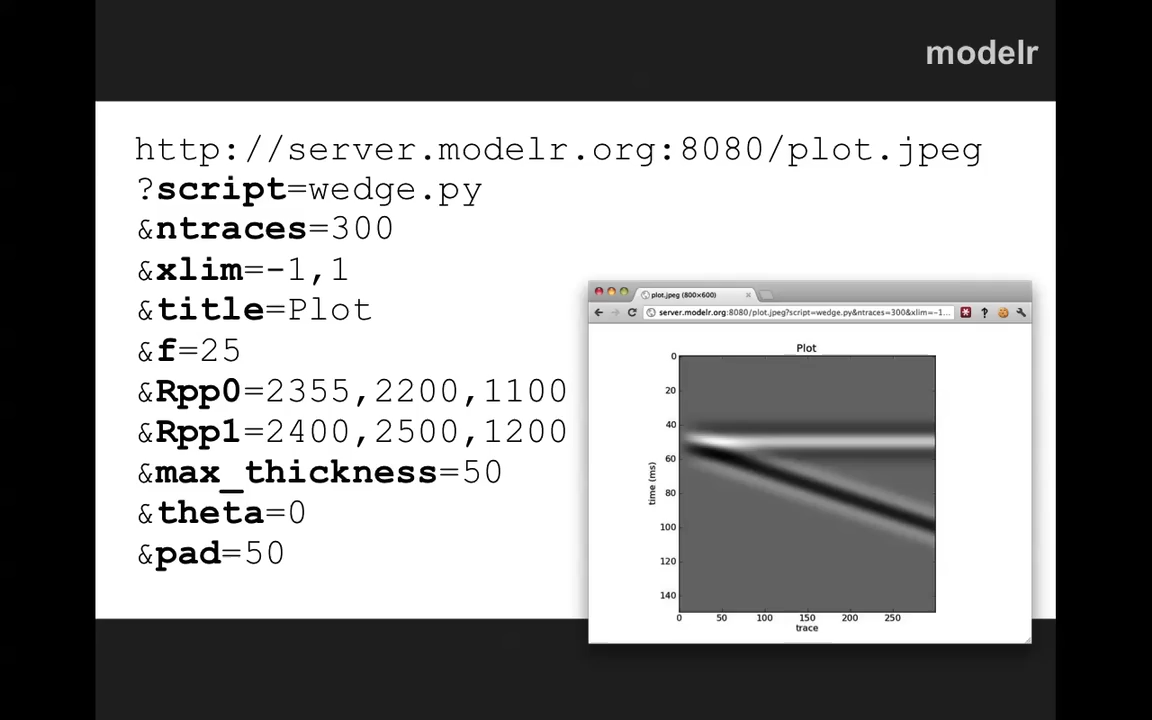 modelr
http://server.modelr.org:8080/plot.jpeg
?script=wedge.py
&ntraces=300
&xlim=-1,1
&title=Plot
&f=25
&Rpp0=2355,2200,1100
&Rpp1=2400,2500,1200
&max_thickness=50
&theta=0
&pad=50
plot.jpeg (800×600)
server.modelr.org:8080/plot.jpeg?script=wedge.py&ntraces=300&xlim=-1...
Plot
0
20
40
60
80
100
120
140
time (ms)
0 50 100 150 200 250
trace